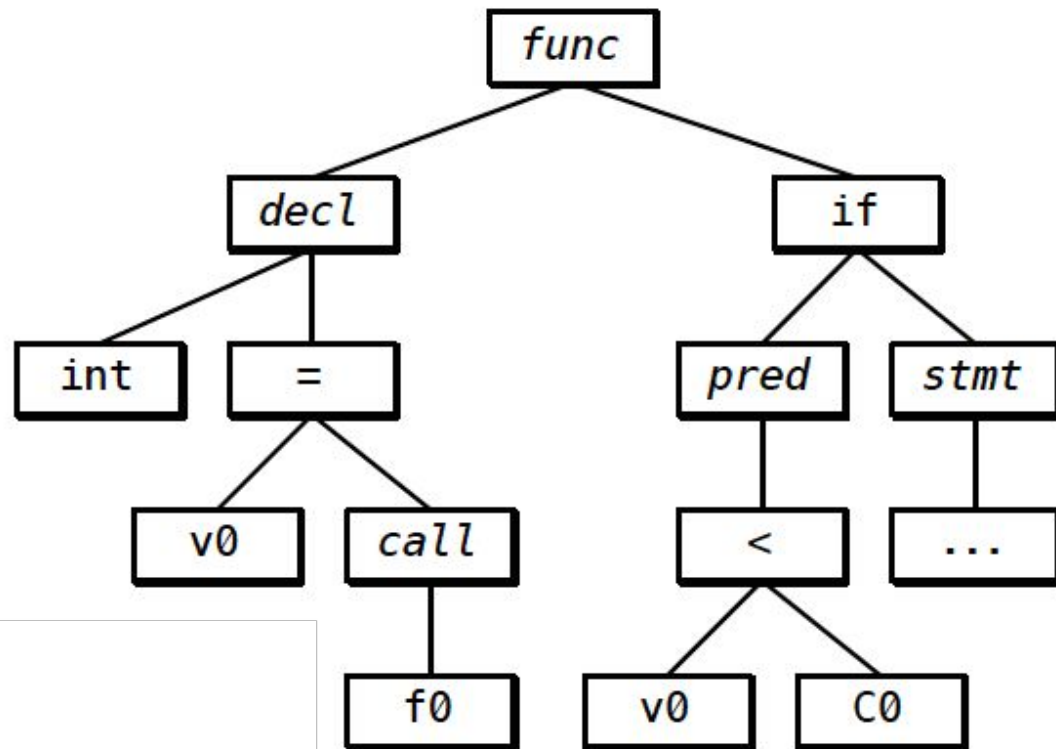 func
decl if
int = pred stmt
v0 call < ...
f0 v0 C0